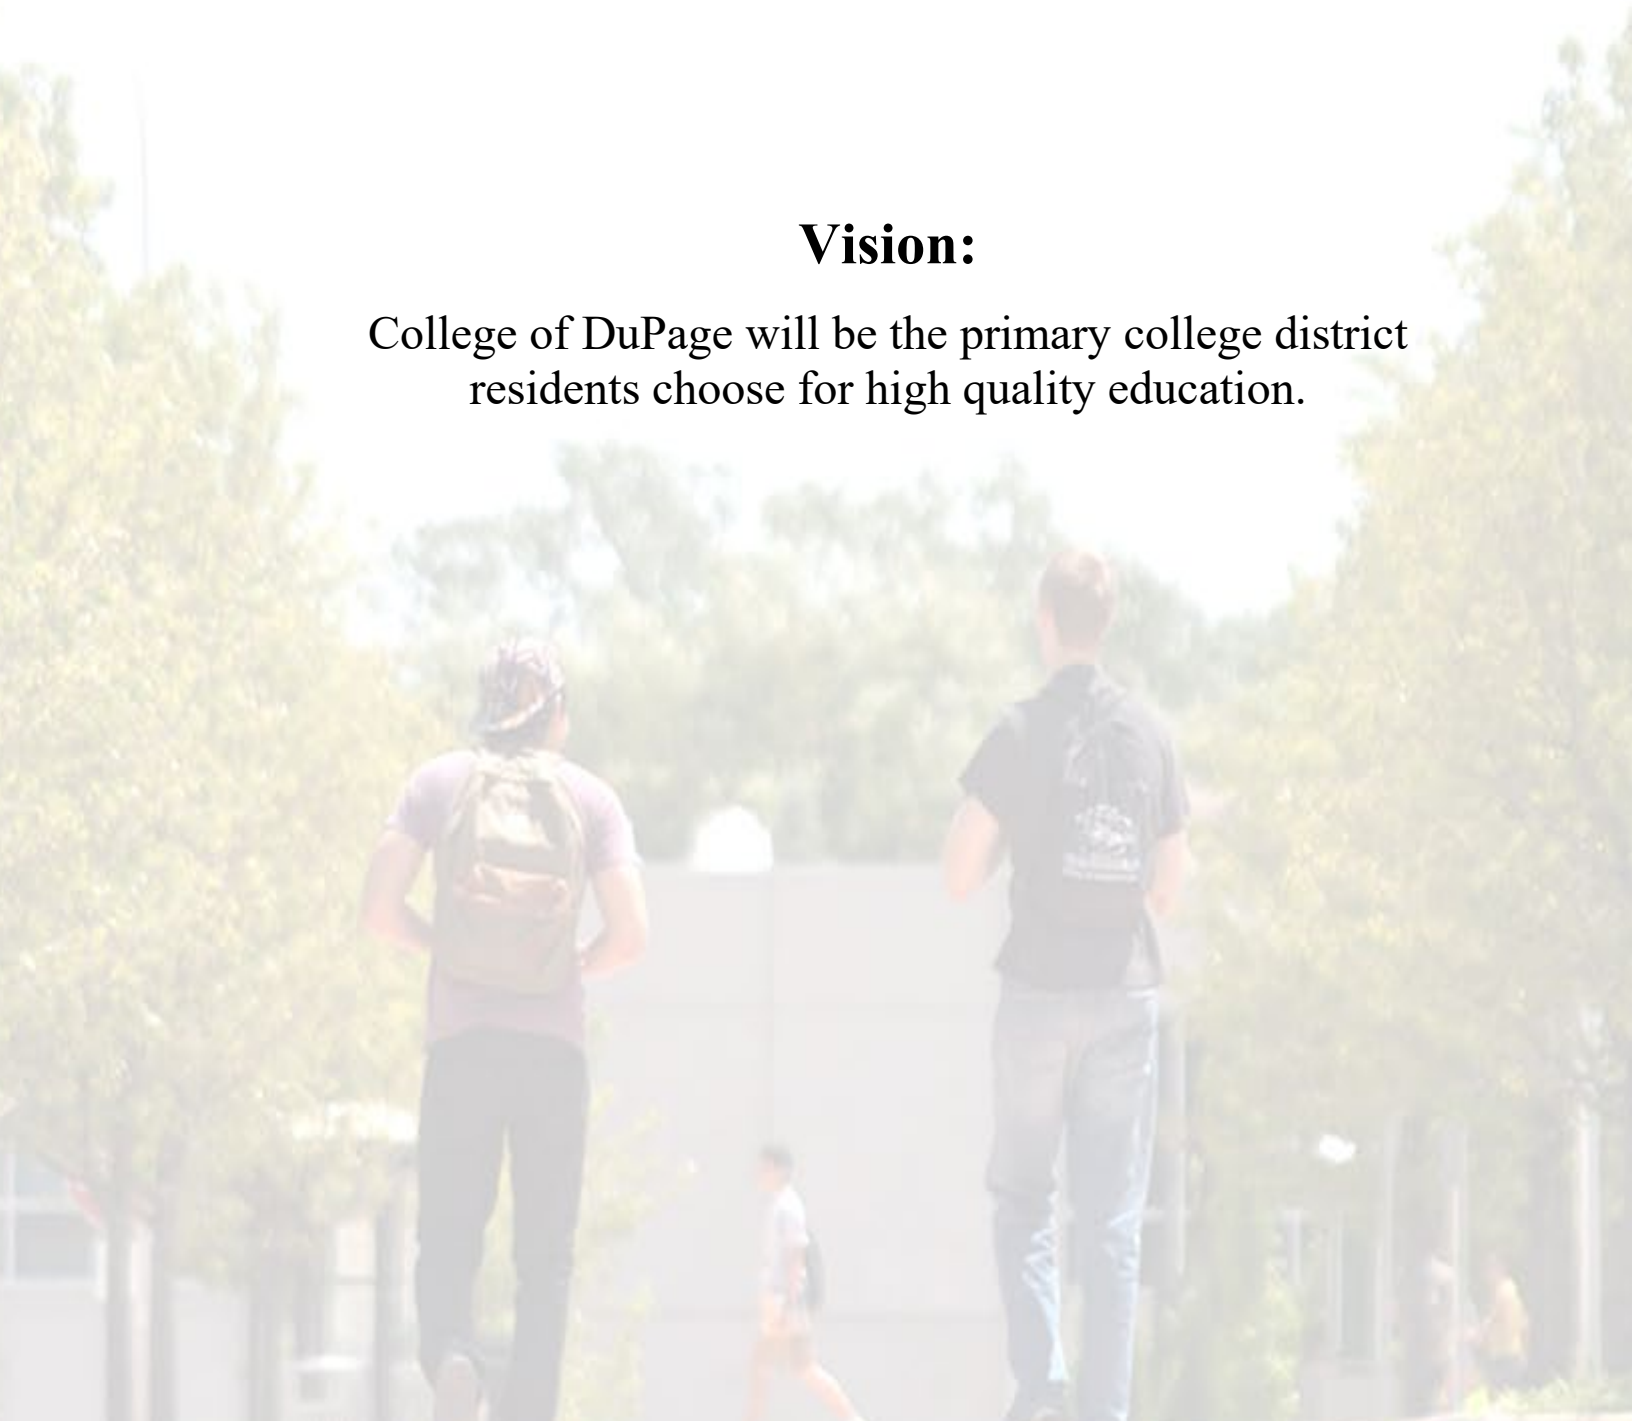 Vision:
College of DuPage will be the primary college district
residents choose for high quality education.